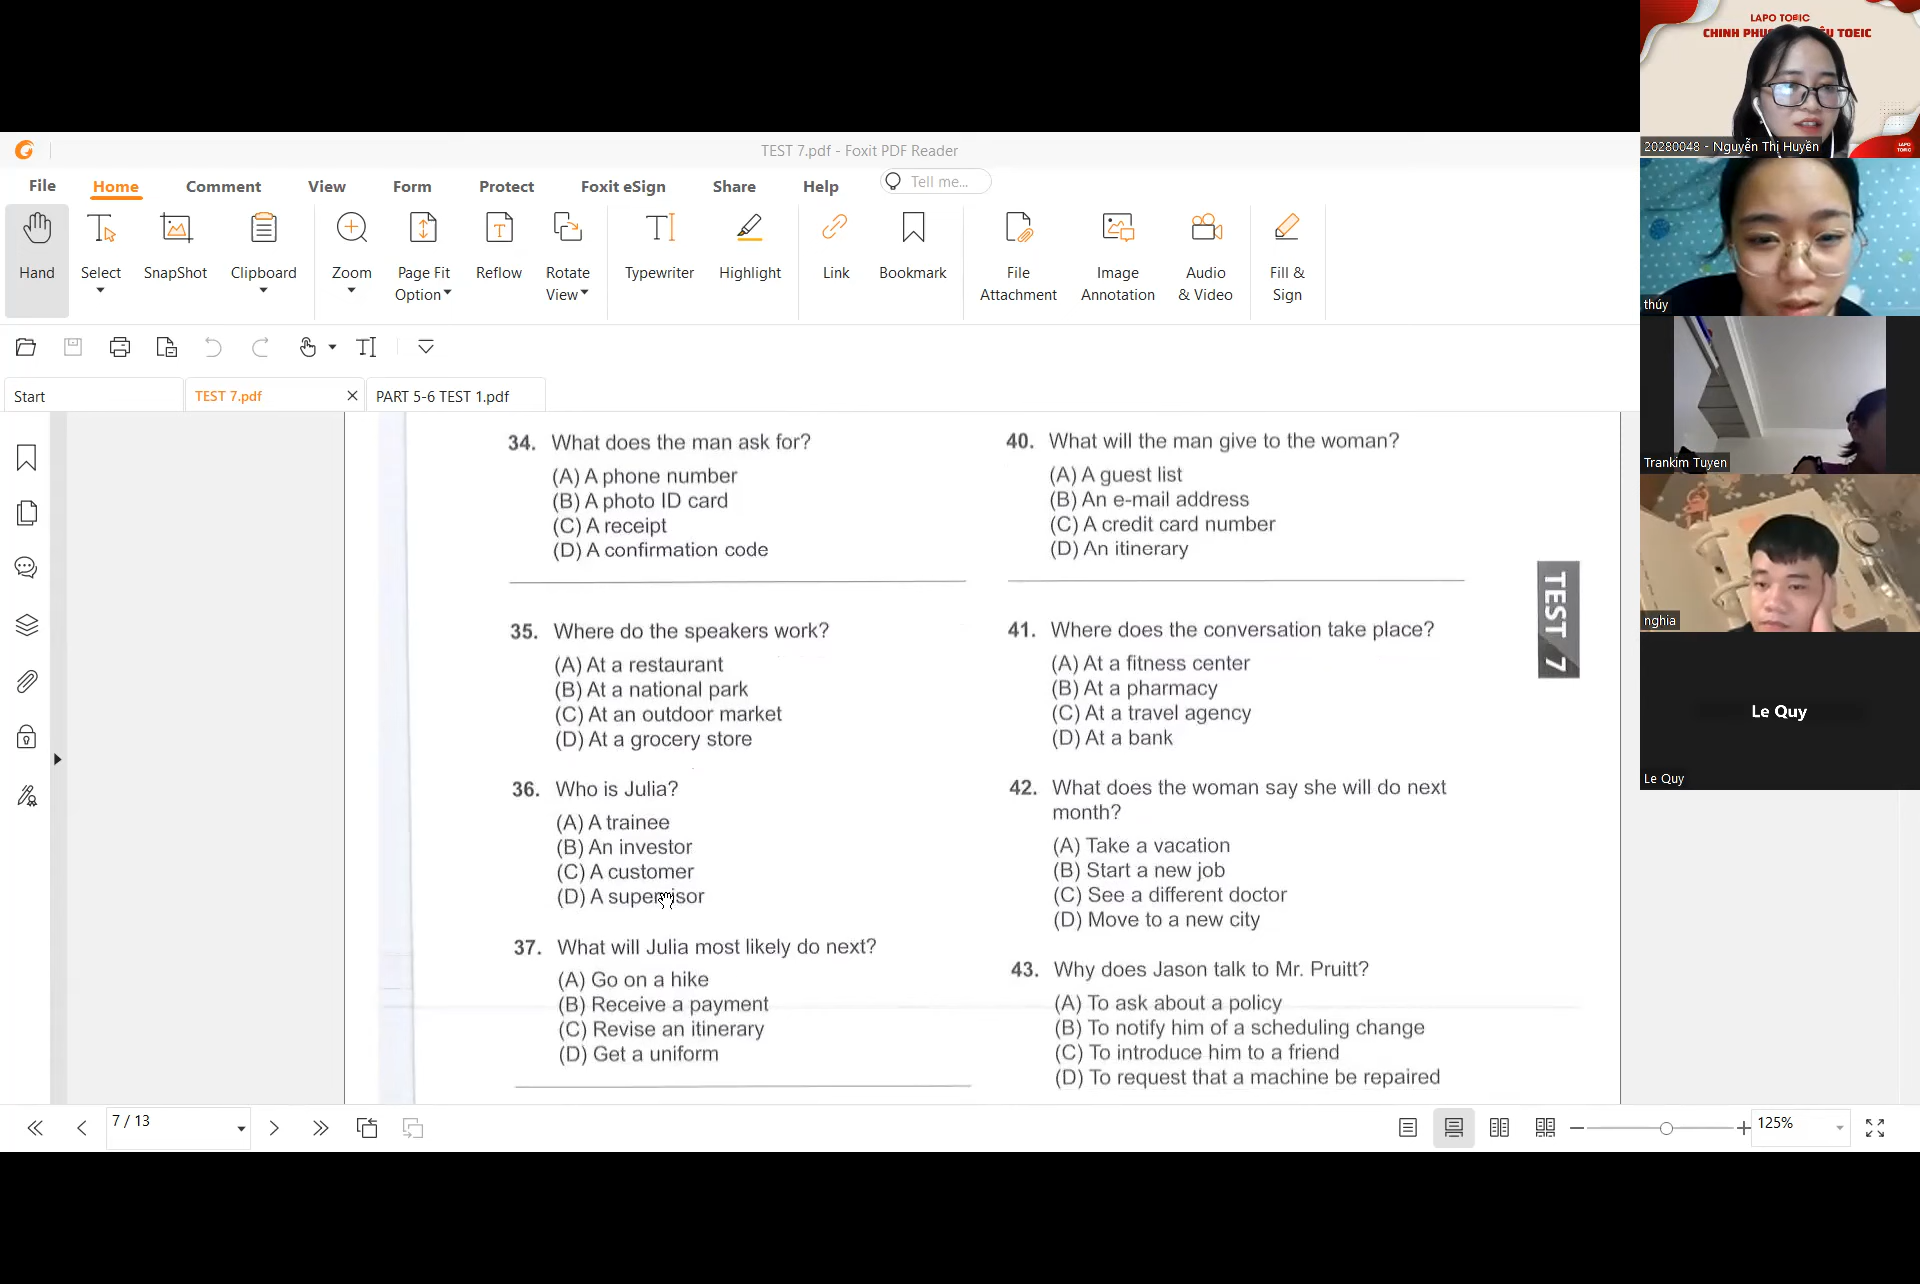 TEST 7.pdf - Foxit PDF Reader
File Home Comment View Form Protect Foxit eSign Share Help Tell me...
Hand
Select
SnapShot
Clipboard
Zoom
Page Fit Option
Reflow
Rotate View
Typewriter
Highlight
Link
Bookmark
File Attachment
Image Annotation
Audio & Video
Fill & Sign
Start
TEST 7.pdf
PART 5-6 TEST 1.pdf
34. What does the man ask for?
(A) A phone number
(B) A photo ID card
(C) A receipt
(D) A confirmation code
35. Where do the speakers work?
(A) At a restaurant
(B) At a national park
(C) At an outdoor market
(D) At a grocery store
36. Who is Julia?
(A) A trainee
(B) An investor
(C) A customer
(D) A supervisor
37. What will Julia most likely do next?
(A) Go on a hike
(B) Receive a payment
(C) Revise an itinerary
(D) Get a uniform
40. What will the man give to the woman?
(A) A guest list
(B) An e-mail address
(C) A credit card number
(D) An itinerary
41. Where does the conversation take place?
(A) At a fitness center
(B) At a pharmacy
(C) At a travel agency
(D) At a bank
42. What does the woman say she will do next
month?
(A) Take a vacation
(B) Start a new job
(C) See a different doctor
(D) Move to a new city
43. Why does Jason talk to Mr. Pruitt?
(A) To ask about a policy
(B) To notify him of a scheduling change
(C) To introduce him to a friend
(D) To request that a machine be repaired
TEST 7
7 / 13
125%
LAPO TOEIC
TOEIC
20280048 - Nguyễn Thị Huyền
thúy
Trankim Tuyen
nghia
Le Quy
Le Quy